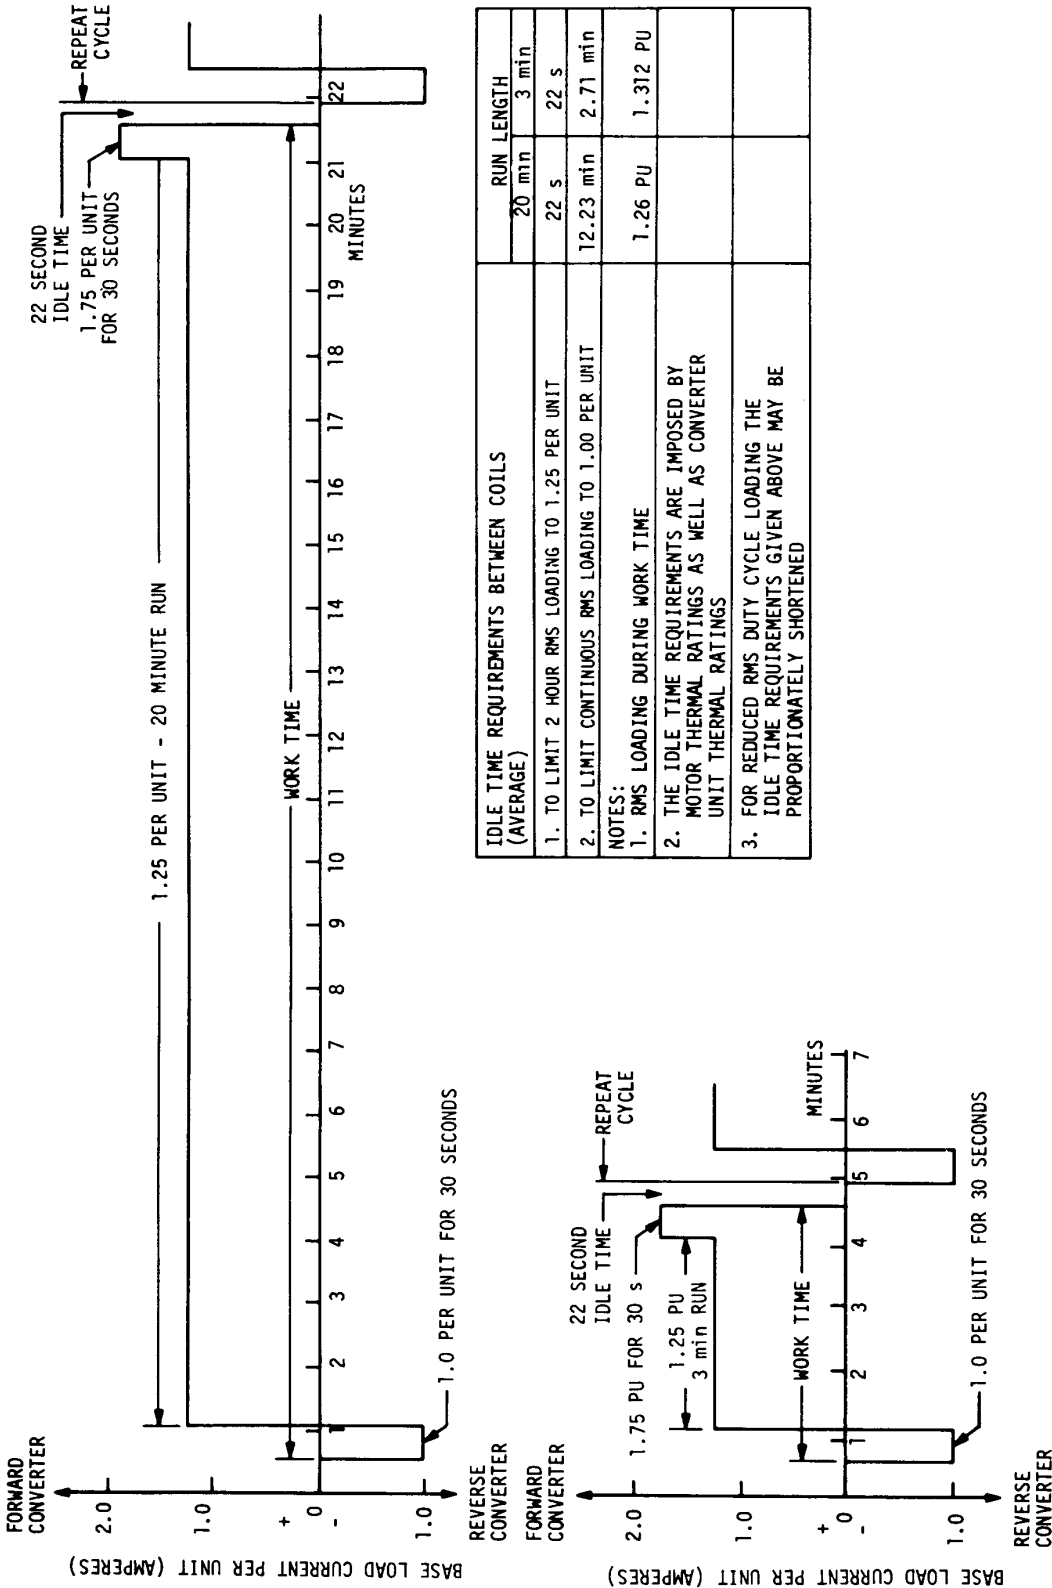 FORWARD
CONVERTER
BASE LOAD CURRENT PER UNIT (AMPERES)
2.0
1.0
+
0
-
1.0
REVERSE
CONVERTER
1.25 PER UNIT - 20 MINUTE RUN
WORK TIME
1.0 PER UNIT FOR 30 SECONDS
1 2 3 4 5 6 7 8 9 10 11 12 13 14 15 16 17 18 19 20 21 22
MINUTES
22 SECOND
IDLE TIME
1.75 PER UNIT
FOR 30 SECONDS
REPEAT
CYCLE
FORWARD
CONVERTER
BASE LOAD CURRENT PER UNIT (AMPERES)
2.0
1.0
+
0
-
1.0
REVERSE
CONVERTER
22 SECOND
IDLE TIME
1.75 PU FOR 30 s
1.25 PU
3 min RUN
WORK TIME
REPEAT
CYCLE
MINUTES
1 2 3 4 5 6 7
1.0 PER UNIT FOR 30 SECONDS
IDLE TIME REQUIREMENTS BETWEEN COILS
(AVERAGE)
RUN LENGTH
20 min 3 min
1. TO LIMIT 2 HOUR RMS LOADING TO 1.25 PER UNIT 22 s 22 s
2. TO LIMIT CONTINUOUS RMS LOADING TO 1.00 PER UNIT 12.23 min 2.71 min
NOTES:
1. RMS LOADING DURING WORK TIME 1.26 PU 1.312 PU
2. THE IDLE TIME REQUIREMENTS ARE IMPOSED BY
MOTOR THERMAL RATINGS AS WELL AS CONVERTER
UNIT THERMAL RATINGS
3. FOR REDUCED RMS DUTY CYCLE LOADING THE
IDLE TIME REQUIREMENTS GIVEN ABOVE MAY BE
PROPORTIONATELY SHORTENED